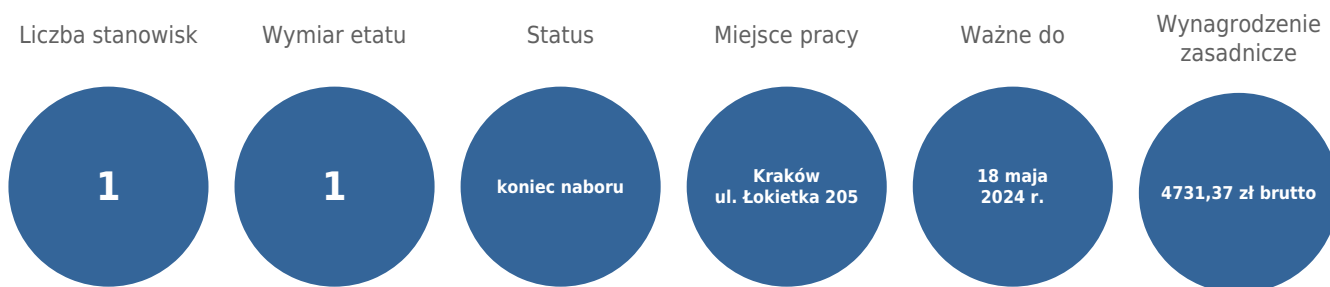 Liczba stanowisk
1
Wymiar etatu
1
Status
koniec naboru
Miejsce pracy
Kraków
ul. Łokietka 205
Ważne do
18 maja
2024 r.
Wynagrodzenie
zasadnicze
4731,37 zł brutto